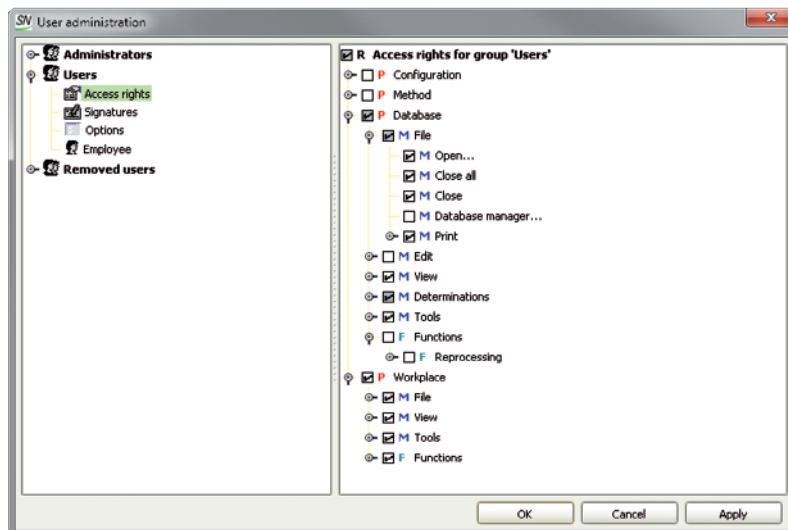 SN User administration
Administrators
Users
Access rights
Signatures
Options
Employee
Removed users
R Access rights for group 'Users'
P Configuration
P Method
P Database
M File
M Open...
M Close all
M Close
M Database manager...
M Print
M Edit
M View
M Determinations
M Tools
F Functions
F Reprocessing
P Workplace
M File
M View
M Tools
F Functions
OK Cancel Apply